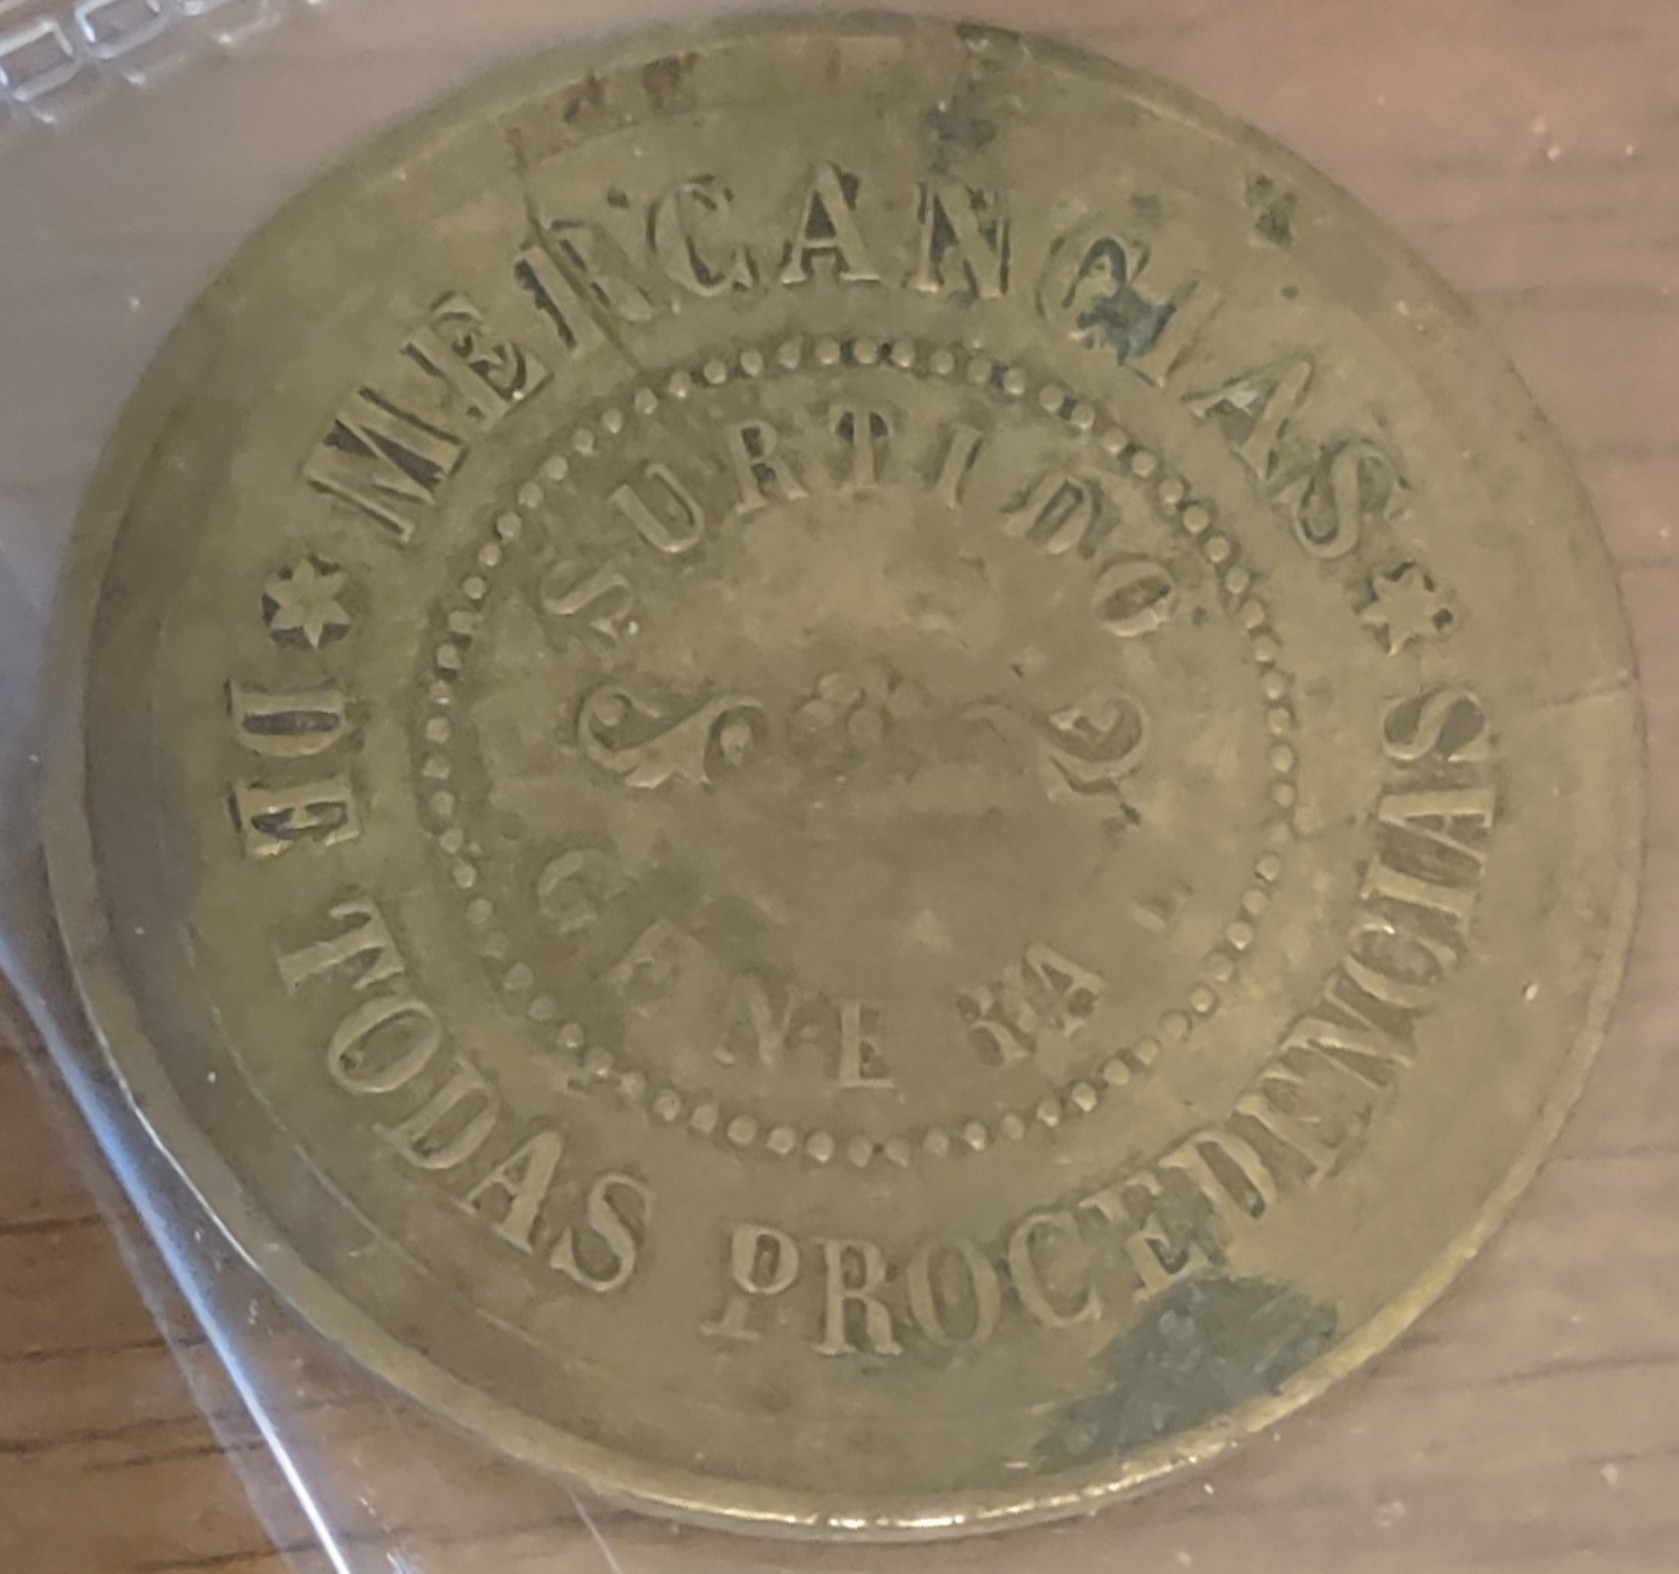 MERCANCIAS
DE TODAS PROCEDENCIAS
SURTIDO
GENERAL